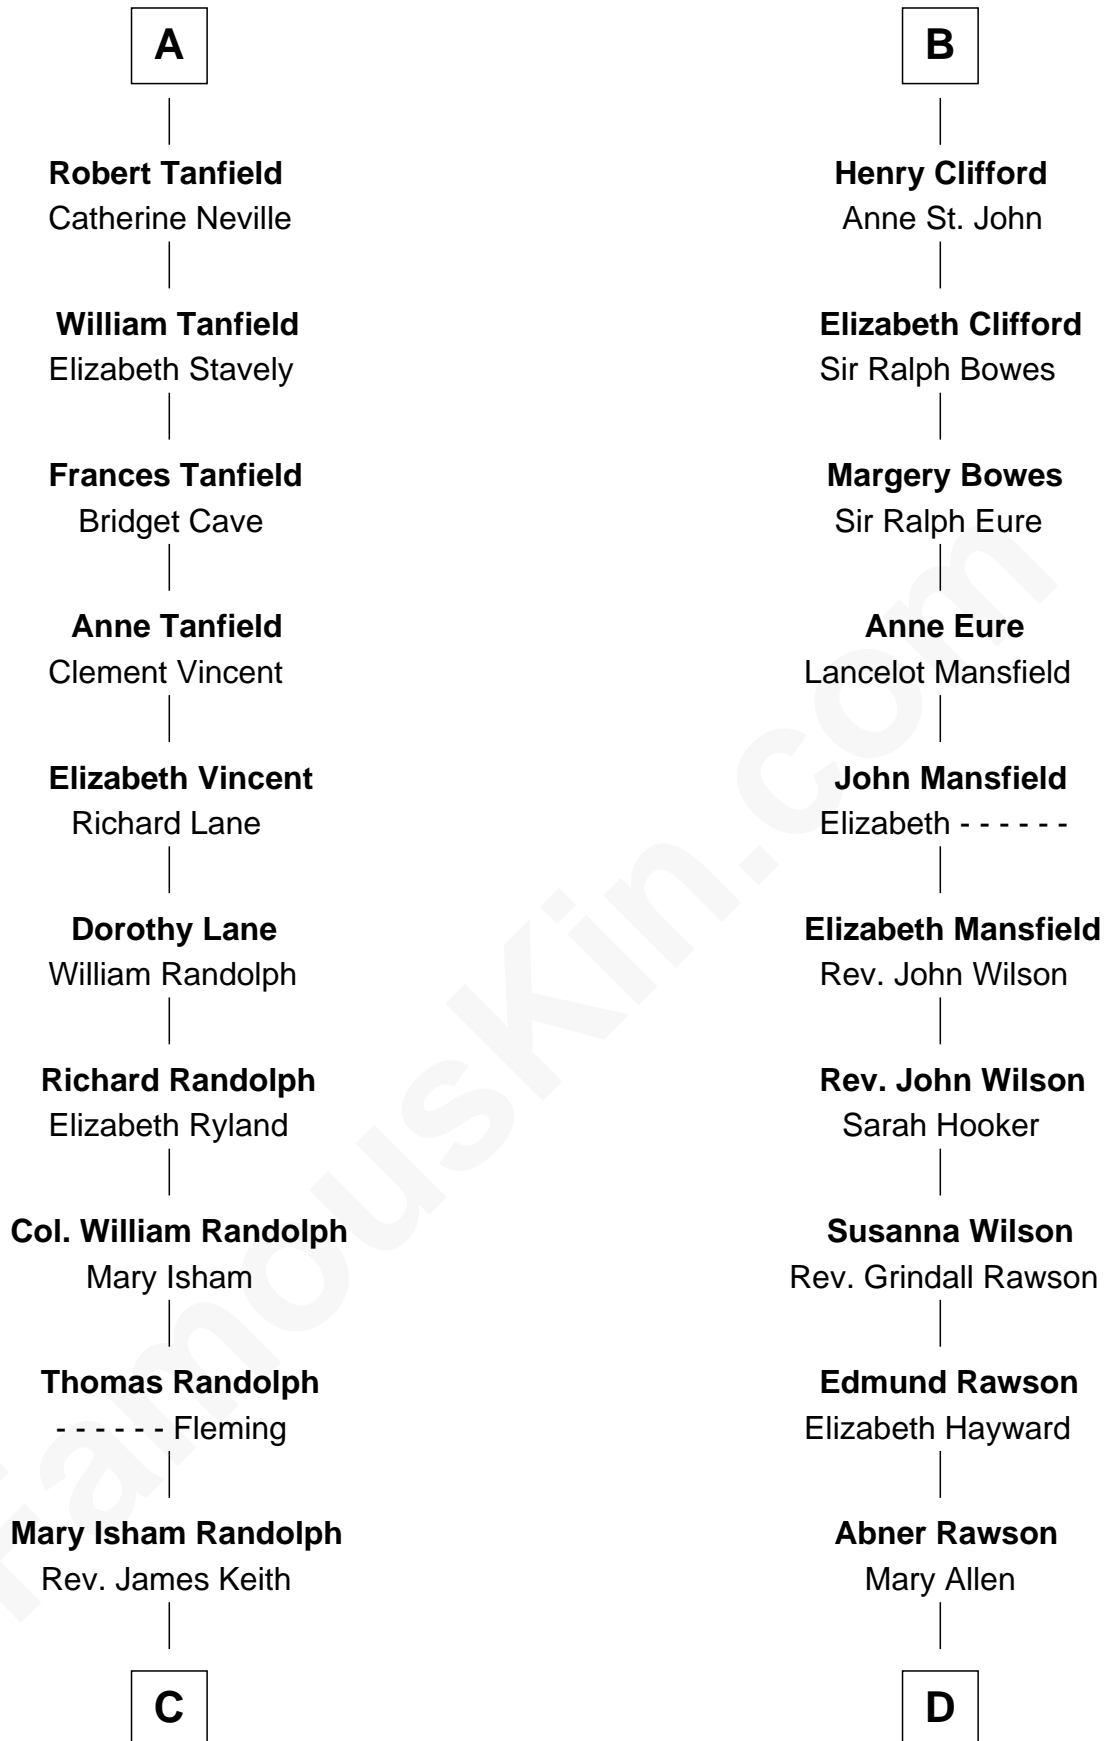 A
Robert Tanfield
Catherine Neville
William Tanfield
Elizabeth Stavely
Frances Tanfield
Bridget Cave
Anne Tanfield
Clement Vincent
Elizabeth Vincent
Richard Lane
Dorothy Lane
William Randolph
Richard Randolph
Elizabeth Ryland
Col. William Randolph
Mary Isham
Thomas Randolph
- - - - - - Fleming
Mary Isham Randolph
Rev. James Keith
C
B
Henry Clifford
Anne St. John
Elizabeth Clifford
Sir Ralph Bowes
Margery Bowes
Sir Ralph Eure
Anne Eure
Lancelot Mansfield
John Mansfield
Elizabeth - - - - - -
Elizabeth Mansfield
Rev. John Wilson
Rev. John Wilson
Sarah Hooker
Susanna Wilson
Rev. Grindall Rawson
Edmund Rawson
Elizabeth Hayward
Abner Rawson
Mary Allen
D
FamousKin.com